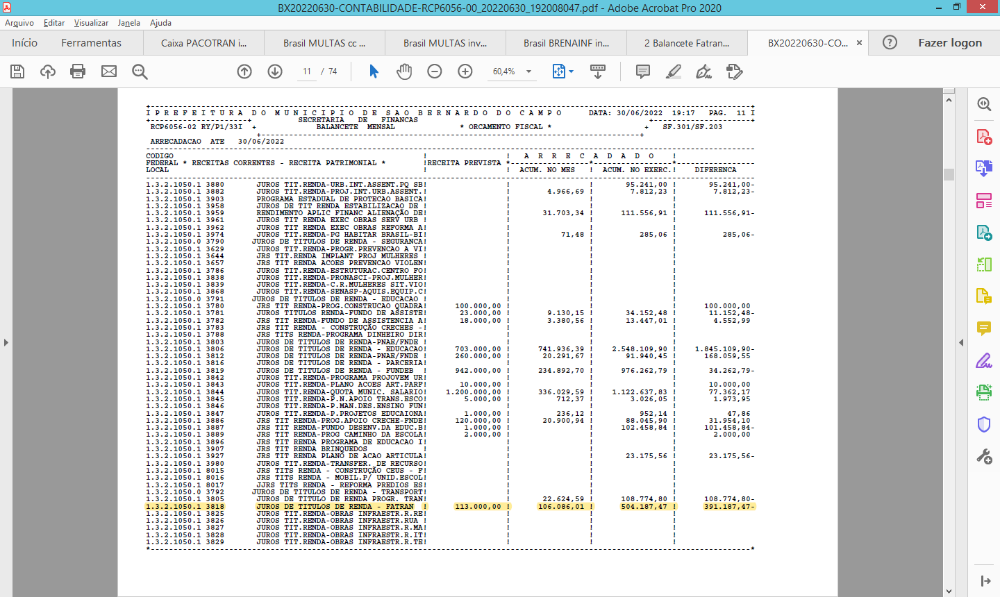 BX20220630-CONTABILIDADE-RCP6056-00_20220630_192008047.pdf - Adobe Acrobat Pro 2020
Arquivo Editar Visualizar Janela Ajuda
Início Ferramentas Caixa PACOTRAN i... Brasil MULTAS cc ... Brasil MULTAS inv... Brasil BRENAINF in... 2 Balancete Fatran... BX20220630-CO... × Fazer logon
11 / 74 60,4%
I P R E F E I T U R A D O M U N I C I P I O D E S A O B E R N A R D O D O C A M P O DATA: 30/06/2022 19:17 PAG. 11 I
SECRETARIA DE FINANCAS
RCP6056-02 RY/P1/33I + BALANCETE MENSAL * ORCAMENTO FISCAL * + SF.301/SF.203
ARRECADACAO ATE 30/06/2022
CODIGO ! ! A R R E C A D A D O !
FEDERAL * RECEITAS CORRENTES - RECEITA PATRIMONIAL * !RECEITA PREVISTA *
LOCAL ! ! ACUM. NO MES ! ACUM. NO EXERC.! DIFERENCA
1.3.2.1050.1 3880 JUROS TIT.RENDA-URB.INT.ASSENT.PQ SB! ! ! 95.241,00 ! 95.241,00-
1.3.2.1050.1 3882 JUROS TIT.RENDA-PROJ.INT.URB.ASSENT.! ! 4.966,69 ! 7.812,23 ! 7.812,23-
1.3.2.1050.1 3903 PROGRAMA ESTADUAL DE PROTECAO BASICA! ! ! !
1.3.2.1050.1 3958 JUROS DE TIT RENDA ESTABILIZACAO DE ! ! ! !
1.3.2.1050.1 3959 RENDIMENTO APLIC FINANC ALIENAÇÃO DE! ! 31.703,34 ! 111.556,91 ! 111.556,91-
1.3.2.1050.1 3961 JUROS TIT RENDA EXEC OBRAS SERV URB ! ! ! !
1.3.2.1050.1 3962 JUROS TIT RENDA EXEC OBRAS REFORMA A! ! ! !
1.3.2.1050.1 3974 JUROS TIT.RENDA-PG HABITAR BRASIL-BI! ! 71,48 ! 285,06 ! 285,06-
1.3.2.1050.0 3790 JUROS DE TITULOS DE RENDA - SEGURANCA! ! ! !
1.3.2.1050.1 3629 JUROS TIT.RENDA-PROGR.PREVENCAO A VI! ! ! !
1.3.2.1050.1 3644 JRS TIT.RENDA IMPLANT PROJ MULHERES ! ! ! !
1.3.2.1050.1 3657 JRS TIT RENDA ACOES PREVENCAO VIOLEN! ! ! !
1.3.2.1050.1 3786 JUROS TIT.RENDA-ESTRUTURAC.CENTRO FO! ! ! !
1.3.2.1050.1 3838 JUROS TIT.RENDA-PRONASCI-PROJ.MULHER! ! ! !
1.3.2.1050.1 3839 JUROS TIT.RENDA-C.R.MULHERES SIT.VIO! ! ! !
1.3.2.1050.1 3868 JUROS TIT.RENDA-SENASP-AQUIS.EQUIP.C! ! ! !
1.3.2.1050.0 3791 JUROS DE TITULOS DE RENDA - EDUCACAO ! ! ! !
1.3.2.1050.1 3780 JRS TIT RENDA-PROG.CONSTRUCAO QUADRA! 100.000,00 ! ! ! 100.000,00
1.3.2.1050.1 3781 JUROS TITULOS RENDA-FUNDO DE ASSISTE! 23.000,00 ! 9.130,15 ! 34.152,48 ! 11.152,48-
1.3.2.1050.1 3782 JRS TIT RENDA-FUNDO DE ASSISTENCIA A! 18.000,00 ! 3.380,56 ! 13.447,01 ! 4.552,99
1.3.2.1050.1 3783 JRS TIT RENDA - CONSTRUÇÃO CRECHES -! ! ! !
1.3.2.1050.1 3788 JRS TITS RENDA-PROGRAMA DINHEIRO DIR! ! ! !
1.3.2.1050.1 3803 JUROS DE TITULOS DE RENDA-PNAE/FNDE ! ! ! !
1.3.2.1050.1 3806 JUROS DE TITULOS DE RENDA - EDUCACAO! 703.000,00 ! 741.936,39 ! 2.548.109,90 ! 1.845.109,90-
1.3.2.1050.1 3812 JUROS DE TITULOS DE RENDA-PNAE/FNDE ! 260.000,00 ! 20.291,67 ! 91.940,45 ! 168.059,55
1.3.2.1050.1 3816 JUROS DE TITULOS DE RENDA - PARCERIA! ! ! !
1.3.2.1050.1 3819 JUROS DE TITULOS DE RENDA - FUNDEB ! 942.000,00 ! 234.892,70 ! 976.262,79 ! 34.262,79-
1.3.2.1050.1 3842 JUROS TIT.RENDA-PROGRAMA PROJOVEM UR! ! ! !
1.3.2.1050.1 3843 JUROS TIT.RENDA-PLANO ACOES ART.PARF! 10.000,00 ! ! ! 10.000,00
1.3.2.1050.1 3844 JUROS TIT.RENDA-QUOTA MUNIC. SALARIO! 1.200.000,00 ! 336.029,59 ! 1.122.637,83 ! 77.362,17
1.3.2.1050.1 3845 JUROS TIT.RENDA-P.N.APOIO TRANS.ESCO! 5.000,00 ! 712,37 ! 3.026,05 ! 1.973,95
1.3.2.1050.1 3846 JUROS TIT.RENDA-P.MAN.DES.ENSINO FUN! ! ! !
1.3.2.1050.1 3847 JUROS TIT.RENDA-P.PROJETOS EDUCAIONA! 1.000,00 ! 236,12 ! 952,14 ! 47,86
1.3.2.1050.1 3886 JRS TIT RENDA-PROG.APOIO CRECHE-FNDE! 120.000,00 ! 20.900,94 ! 88.045,90 ! 31.954,10
1.3.2.1050.1 3887 JURS TIT RENDA-FUNDO DESENV.DA EDUC.B! 1.000,00 ! ! 102.458,84 ! 101.458,84-
1.3.2.1050.1 3889 JRS TIT RENDA-PROG CAMINHO DA ESCOLA! 2.000,00 ! ! ! 2.000,00
1.3.2.1050.1 3896 JRS TIT RENDA PROGRAMA DE EDUCACAO I! ! ! !
1.3.2.1050.1 3907 JRS TIT RENDA BRINQUEDOS ! ! ! !
1.3.2.1050.1 3927 JRS TIT RENDA PLANO DE ACAO ARTICULA! ! ! 23.175,56 ! 23.175,56-
1.3.2.1050.1 3980 JUROS TIT.RENDA-TRANSFER. DE RECURSO! ! ! !
1.3.2.1050.1 8015 JRS TITS RENDA - CONSTRUÇÃO CEUS - F! ! ! !
1.3.2.1050.1 8016 JRS TITS RENDA - MOBIL.P/ UNID.ESCOL! ! ! !
1.3.2.1050.1 8017 JJRS TITS RENDA - REFORMA PREDIOS ES! ! ! !
1.3.2.1050.0 3792 JUROS DE TITULOS DE RENDA - TRANSPORT! ! ! !
1.3.2.1050.1 3805 JUROS DE TITULO DE RENDA PROGR. TRAN! ! 22.624,59 ! 108.774,80 ! 108.774,80-
1.3.2.1050.1 3818 JUROS DE TITULOS DE RENDA - FATRAN ! 113.000,00 ! 106.086,01 ! 504.187,47 ! 391.187,47-
1.3.2.1050.1 3825 JUROS TIT.RENDA-OBRAS INFRAESTR.R.RE! ! ! !
1.3.2.1050.1 3826 JUROS TIT.RENDA-OBRAS INFRAESTR.RUA ! ! ! !
1.3.2.1050.1 3827 JUROS TIT.RENDA-OBRAS INFRAESTR.R.MA! ! ! !
1.3.2.1050.1 3828 JUROS TIT.RENDA-OBRAS INFRAESTR.R.IT! ! ! !
1.3.2.1050.1 3829 JUROS TIT.RENDA-OBRAS INFRAESTR.R.TE! ! ! !